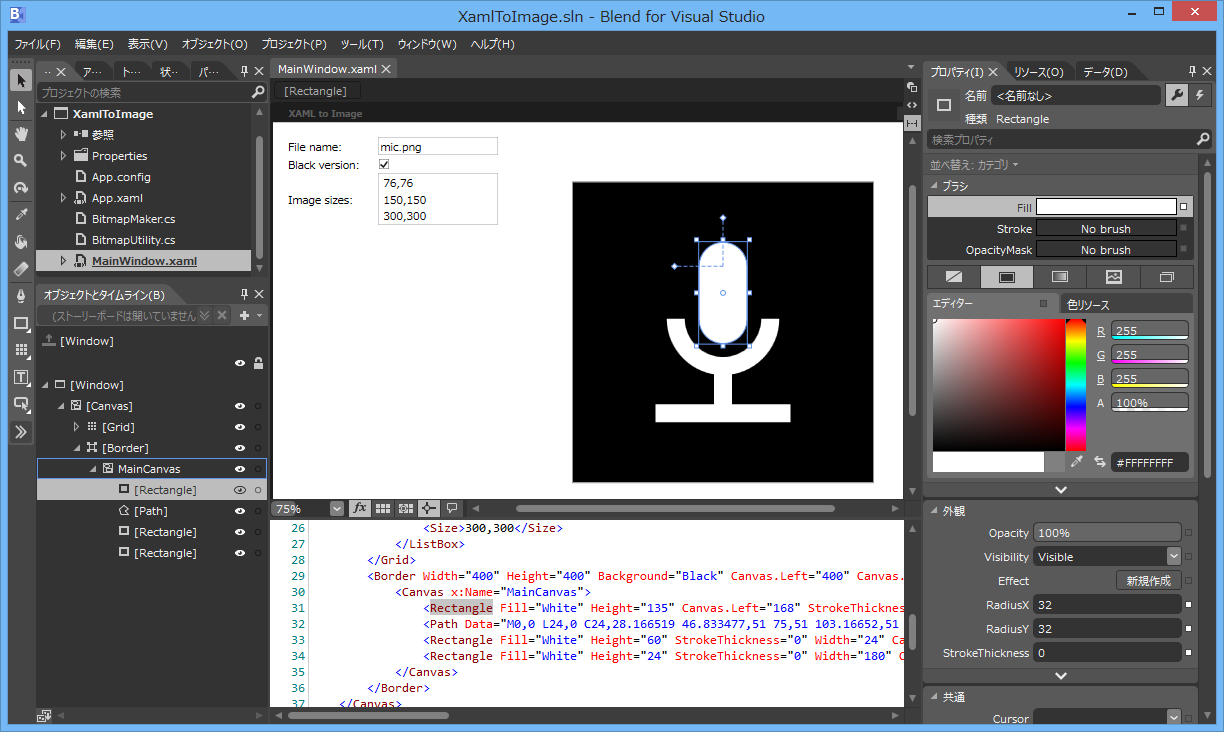 XamlToImage.sln - Blend for Visual Studio
ファイル(F) 編集(E) 表示(V) オブジェクト(O) プロジェクト(P) ツール(T) ウィンドウ(W) ヘルプ(H)
ア… ト… 状… パ…
プロジェクトの検索
XamlToImage
参照
Properties
App.config
App.xaml
BitmapMaker.cs
BitmapUtility.cs
MainWindow.xaml
オブジェクトとタイムライン(B)
(ストーリーボードは開いていません
[Window]
[Window]
[Canvas]
[Grid]
[Border]
MainCanvas
[Rectangle]
[Path]
[Rectangle]
[Rectangle]
MainWindow.xaml
[Rectangle]
XAML to Image
File name: mic.png
Black version:
Image sizes:
76,76
150,150
300,300
75%
fx
26 <Size>300,300</Size>
27 </ListBox>
28 </Grid>
29 <Border Width="400" Height="400" Background="Black" Canvas.Left="400" Canvas.
30 <Canvas x:Name="MainCanvas">
31 <Rectangle Fill="White" Height="135" Canvas.Left="168" StrokeThickness
32 <Path Data="M0,0 L24,0 C24,28.166519 46.833477,51 75,51 103.16652,51
33 <Rectangle Fill="White" Height="60" StrokeThickness="0" Width="24" Ca
34 <Rectangle Fill="White" Height="24" StrokeThickness="0" Width="180" C
35 </Canvas>
36 </Border>
37 </Canvas>
プロパティ(I) リソース(O) データ(D)
名前 <名前なし>
種類 Rectangle
検索プロパティ
並べ替え: カテゴリ
ブラシ
Fill
Stroke No brush
OpacityMask No brush
エディター 色リソース
R 255
G 255
B 255
A 100%
#FFFFFFFF
外観
Opacity 100%
Visibility Visible
Effect 新規作成
RadiusX 32
RadiusY 32
StrokeThickness 0
共通
Cursor